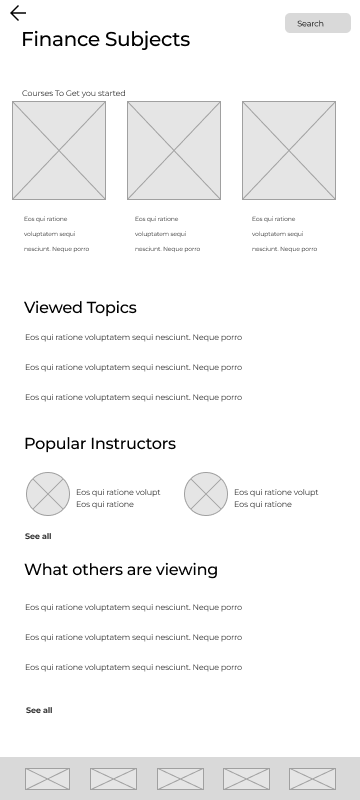 Search
Finance Subjects
Courses To Get you started
Eos qui ratione
voluptatem sequi
nesciunt. Neque porro
Eos qui ratione
voluptatem sequi
nesciunt. Neque porro
Eos qui ratione
voluptatem sequi
nesciunt. Neque porro
Viewed Topics
Eos qui ratione voluptatem sequi nesciunt. Neque porro
Eos qui ratione voluptatem sequi nesciunt. Neque porro
Eos qui ratione voluptatem sequi nesciunt. Neque porro
Popular Instructors
Eos qui ratione volupt
Eos qui ratione
Eos qui ratione volupt
Eos qui ratione
See all
What others are viewing
Eos qui ratione voluptatem sequi nesciunt. Neque porro
Eos qui ratione voluptatem sequi nesciunt. Neque porro
Eos qui ratione voluptatem sequi nesciunt. Neque porro
See all